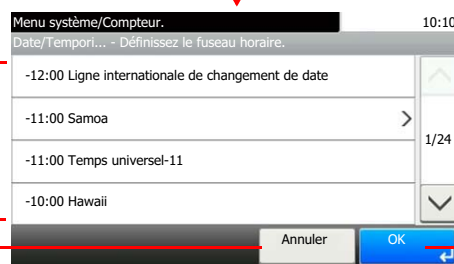 Menu système/Compteur. 10:10
Date/Tempori... - Définissez le fuseau horaire.
-12:00 Ligne internationale de changement de date
-11:00 Samoa
1/24
-11:00 Temps universel-11
-10:00 Hawaii
Annuler OK